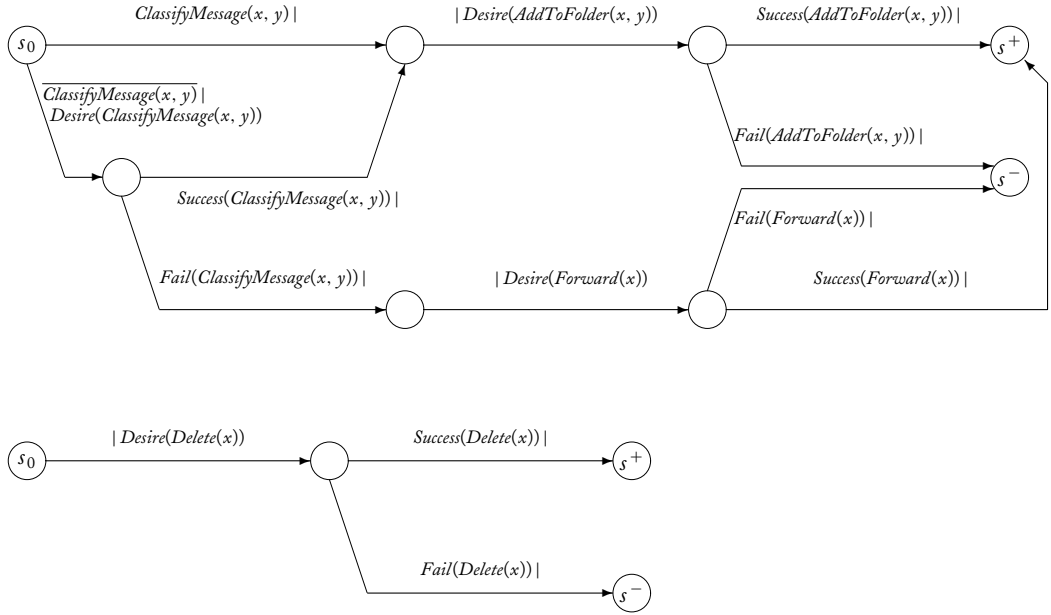 ClassifyMessage(x, y) |
| Desire(AddToFolder(x, y))
Success(AddToFolder(x, y)) |
s0
s+
ClassifyMessage(x, y) |
Desire(ClassifyMessage(x, y))
Fail(AddToFolder(x, y)) |
s−
Success(ClassifyMessage(x, y)) |
Fail(Forward(x)) |
Fail(ClassifyMessage(x, y)) |
| Desire(Forward(x))
Success(Forward(x)) |
| Desire(Delete(x))
Success(Delete(x)) |
s0
s+
Fail(Delete(x)) |
s−